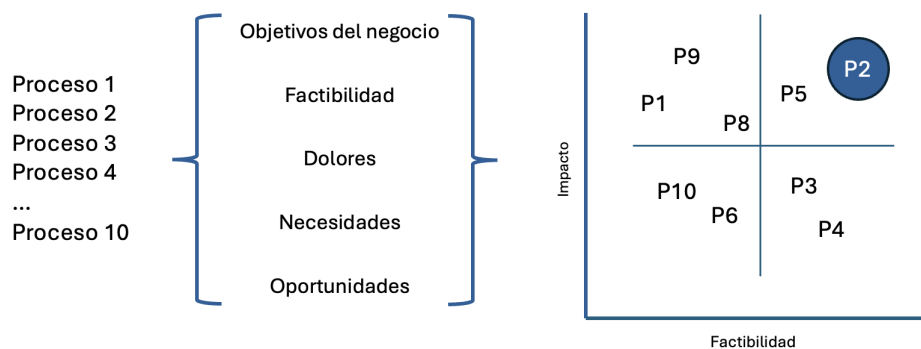 Proceso 1
Proceso 2
Proceso 3
Proceso 4
...
Proceso 10
Objetivos del negocio
Factibilidad
Dolores
Necesidades
Oportunidades
Impacto
P9
P2
P5
P1
P8
P3
P10
P6
P4
Factibilidad